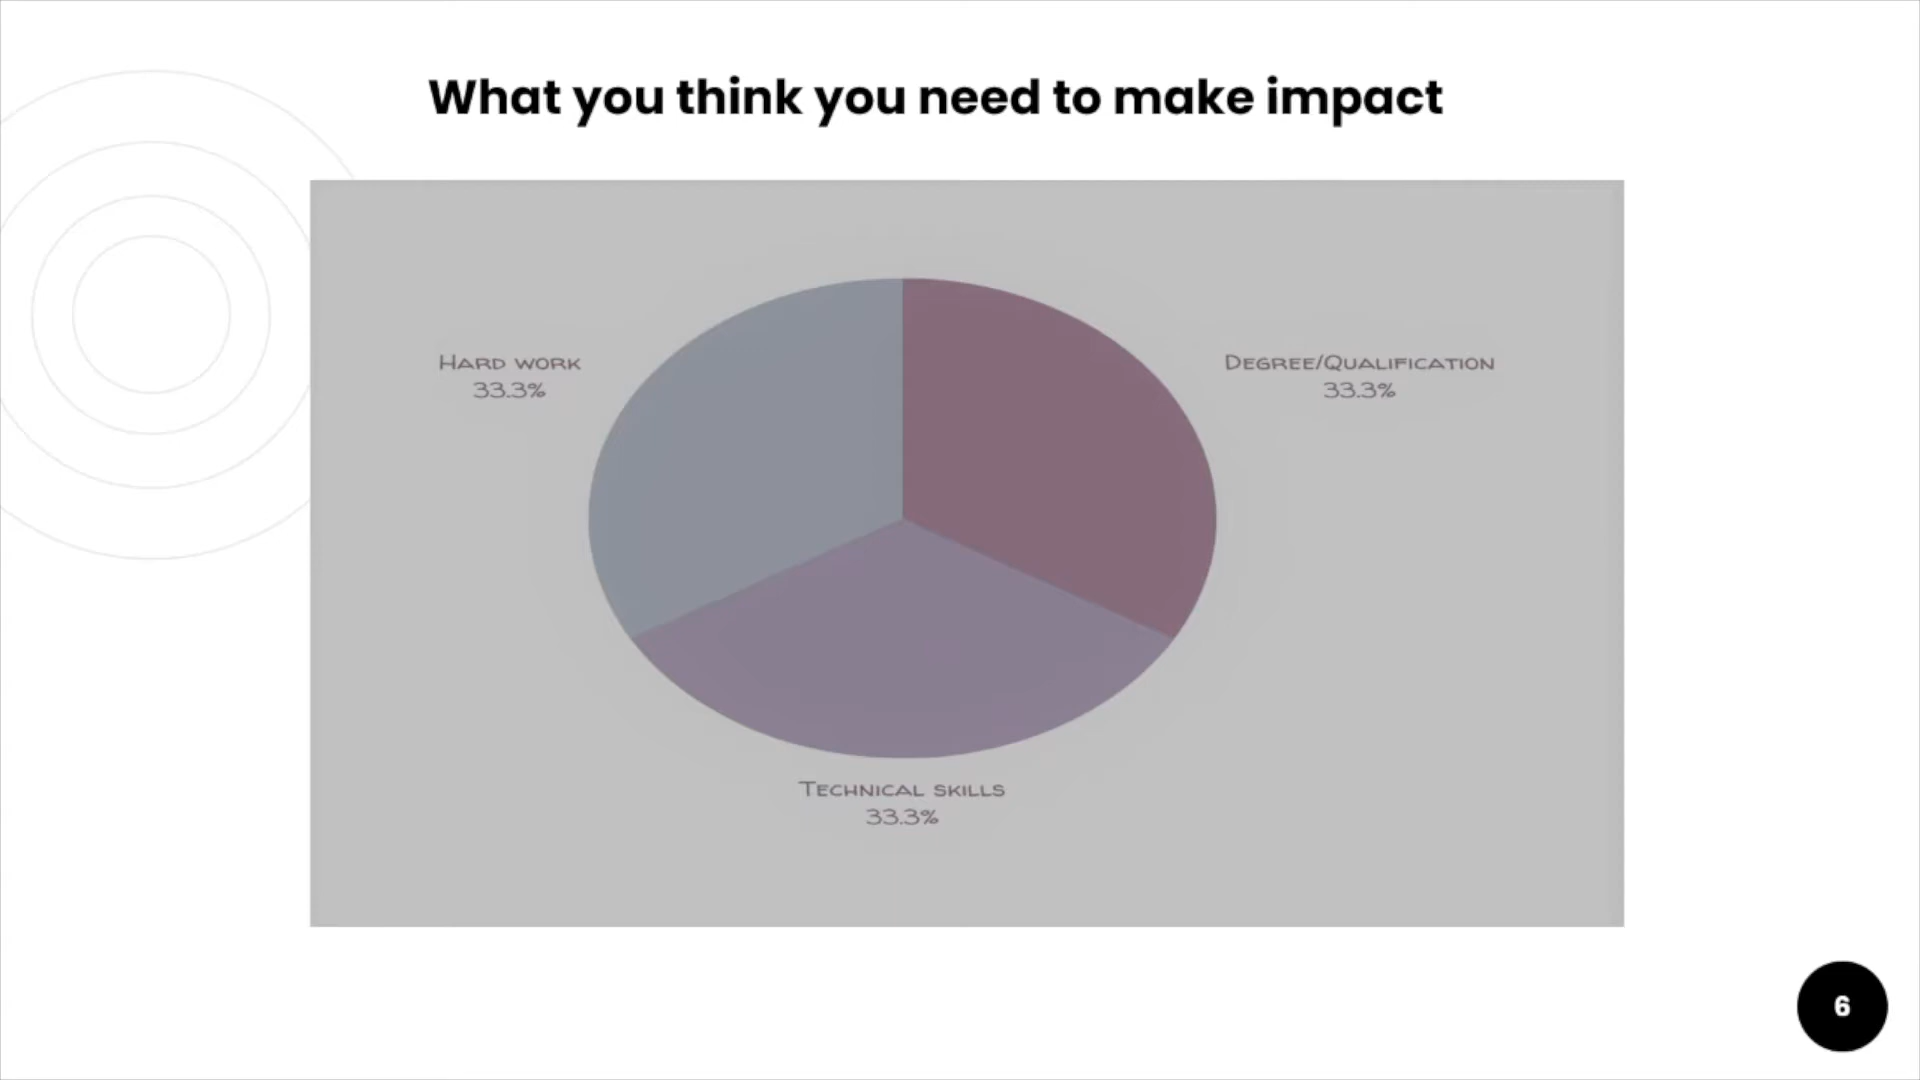 What you think you need to make impact
Hard work
33.3%
Degree/Qualification
33.3%
Technical skills
33.3%
6